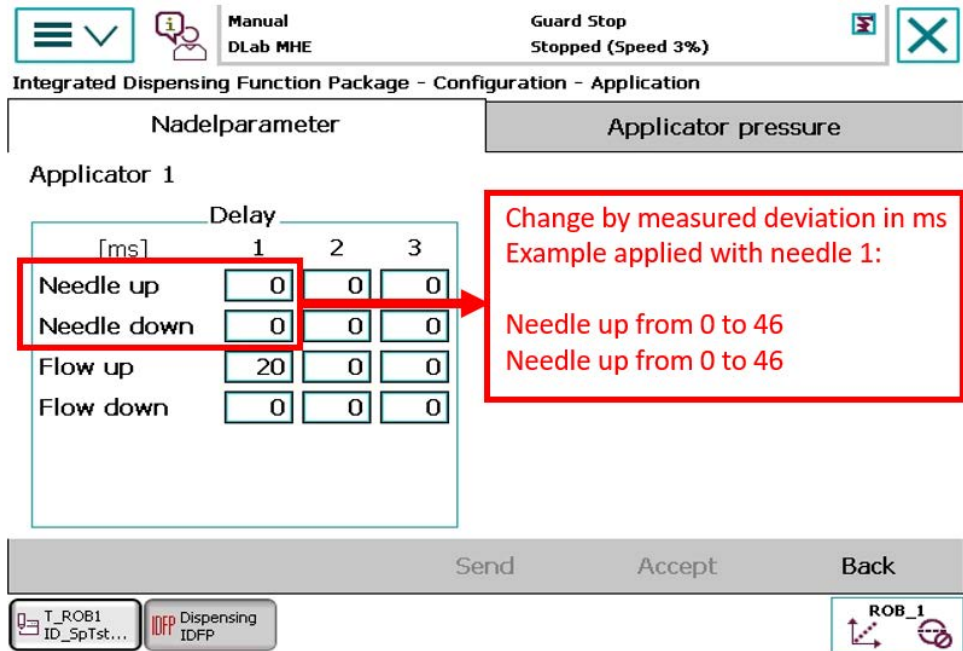 Manual
DLab MHE
Guard Stop
Stopped (Speed 3%)
Integrated Dispensing Function Package - Configuration - Application
Nadelparameter
Applicator pressure
Applicator 1
Delay
[ms] 1 2 3
Needle up 0 0 0
Needle down 0 0 0
Flow up 20 0 0
Flow down 0 0 0
Change by measured deviation in ms
Example applied with needle 1:
Needle up from 0 to 46
Needle up from 0 to 46
Send Accept Back
T_ROB1
ID_SpTst...
IDFP Dispensing
IDFP
ROB_1